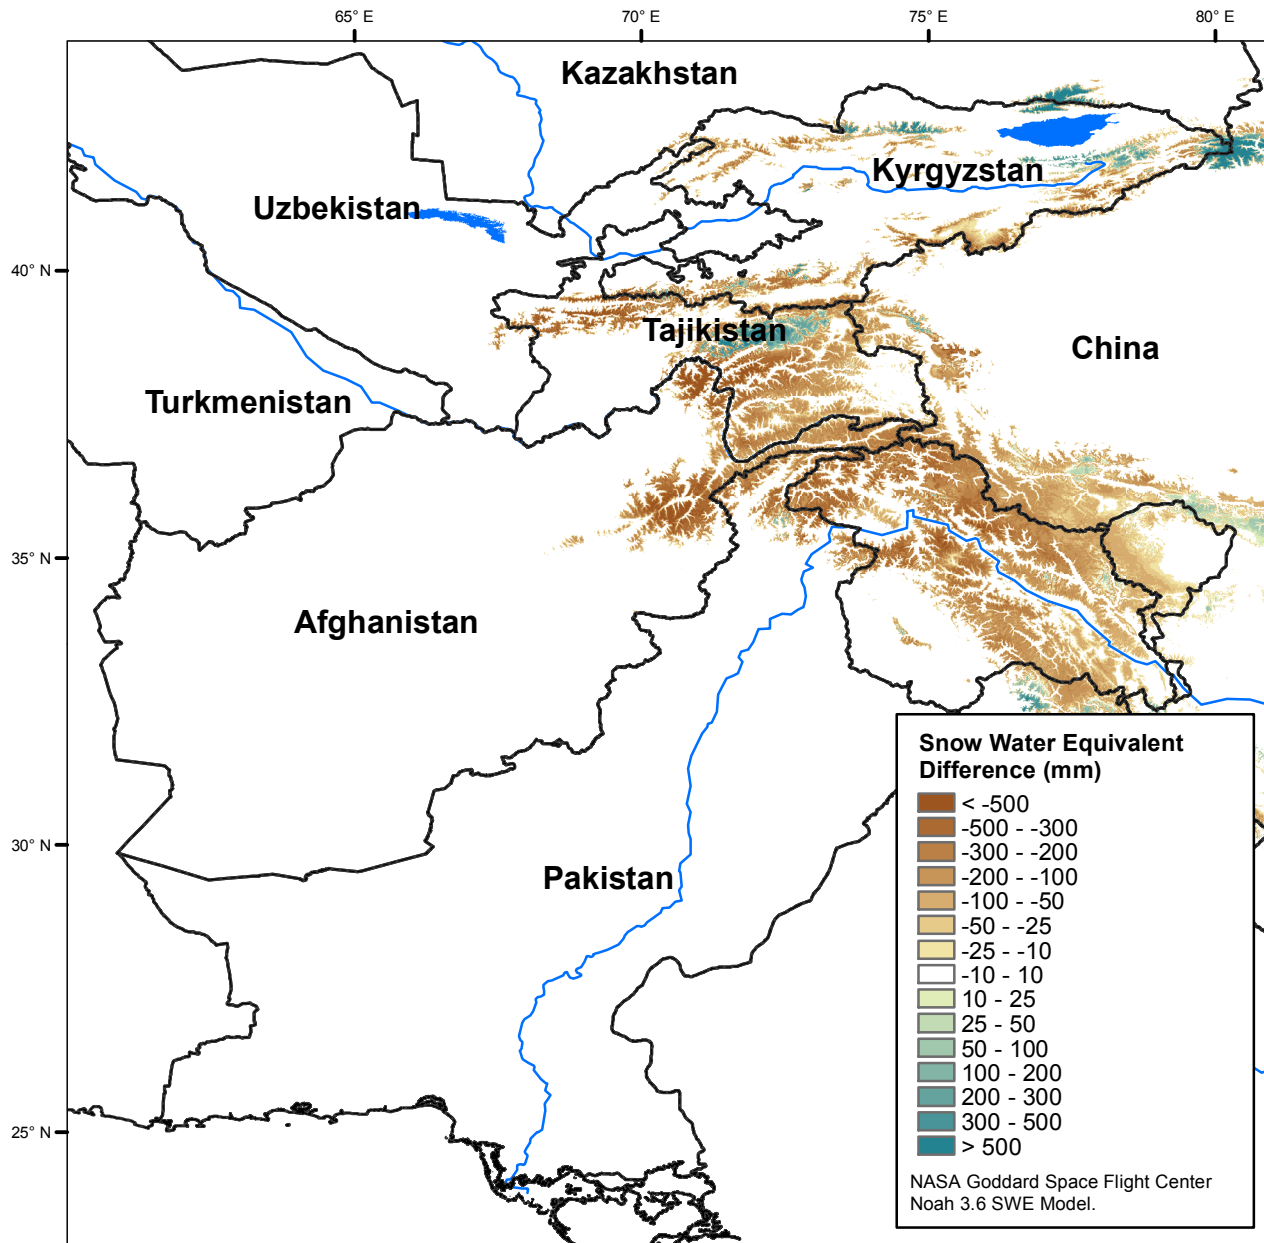 65° E
70° E
75° E
80° E
Kazakhstan
Kyrgyzstan
Uzbekistan
40° N
Tajikistan
China
Turkmenistan
35° N
Afghanistan
Snow Water Equivalent
Difference (mm)
< -500
-500 - -300
-300 - -200
-200 - -100
-100 - -50
-50 - -25
-25 - -10
-10 - 10
10 - 25
25 - 50
50 - 100
100 - 200
200 - 300
300 - 500
> 500
NASA Goddard Space Flight Center
Noah 3.6 SWE Model.
30° N
Pakistan
25° N